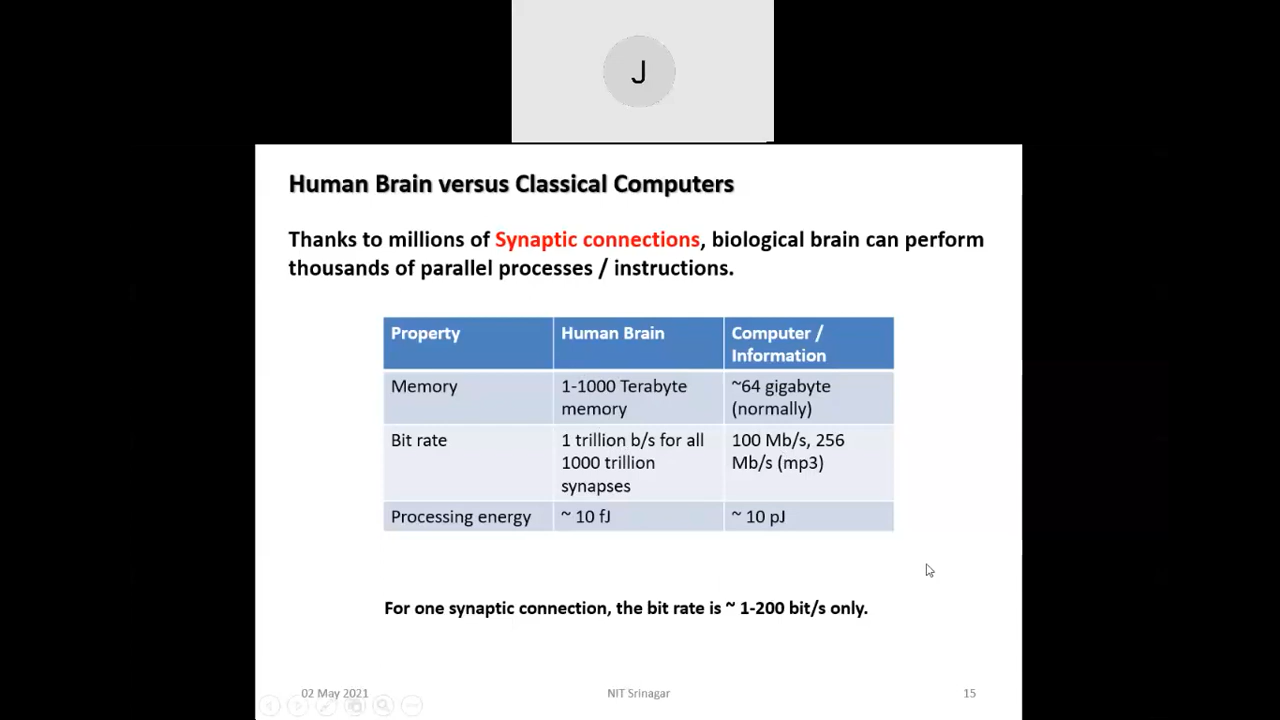 J
Human Brain versus Classical Computers
Thanks to millions of Synaptic connections, biological brain can perform
thousands of parallel processes / instructions.
Property
Human Brain
Computer /
Information
Memory
1-1000 Terabyte
memory
~64 gigabyte
(normally)
Bit rate
1 trillion b/s for all
1000 trillion
synapses
100 Mb/s, 256
Mb/s (mp3)
Processing energy
~ 10 fJ
~ 10 pJ
For one synaptic connection, the bit rate is ~ 1-200 bit/s only.
02 May 2021
NIT Srinagar
15